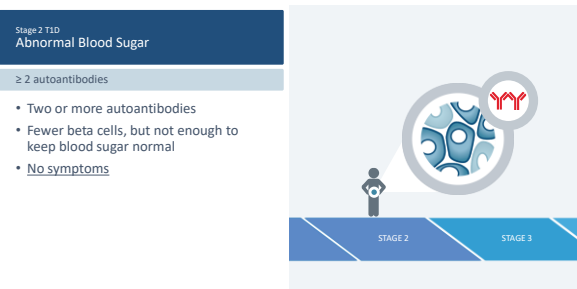 Stage 2 T1D
Abnormal Blood Sugar
≥ 2 autoantibodies
• Two or more autoantibodies
• Fewer beta cells, but not enough to
keep blood sugar normal
• No symptoms
STAGE 2
STAGE 3